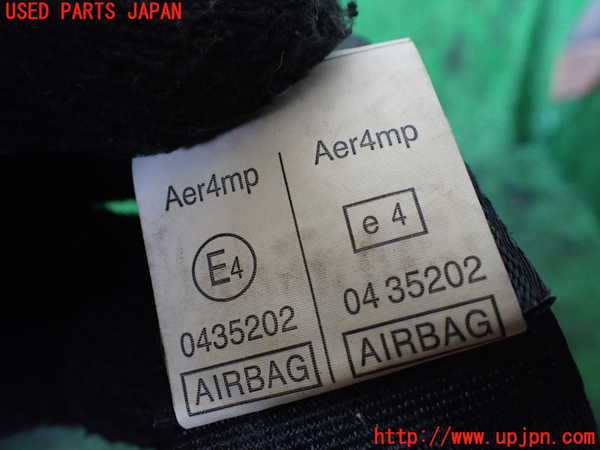 USED PARTS JAPAN
Aer4mp
E4
0435202
AIRBAG
Aer4mp
e 4
04 35202
AIRBAG
http://www.upjpn.com/